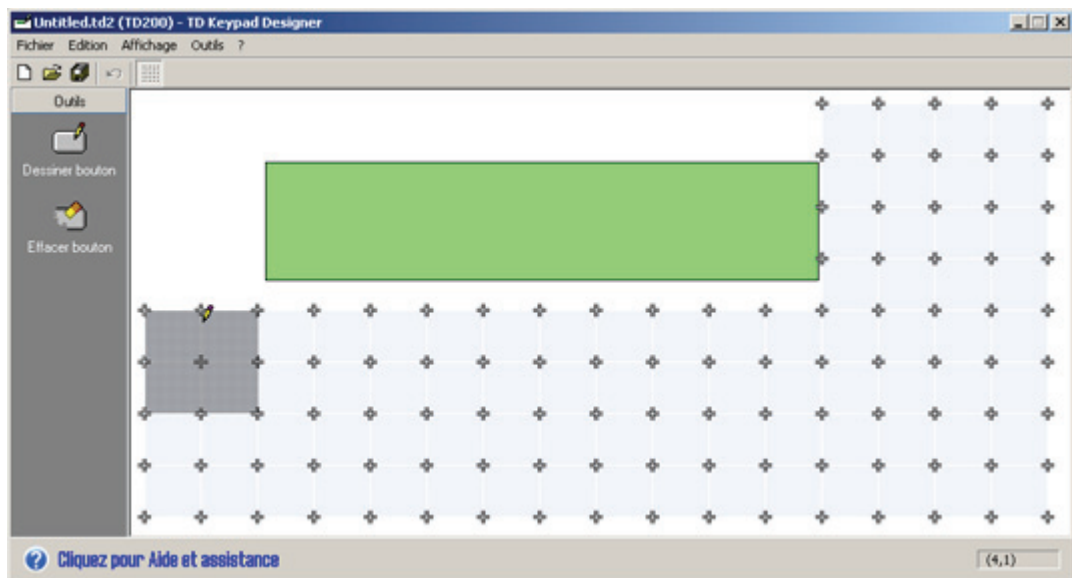 Untitled.td2 (TD200) - TD Keypad Designer
Fichier Edition Affichage Outils ?
Outils
Dessiner bouton
Effacer bouton
Cliquez pour Aide et assistance
(4,1)